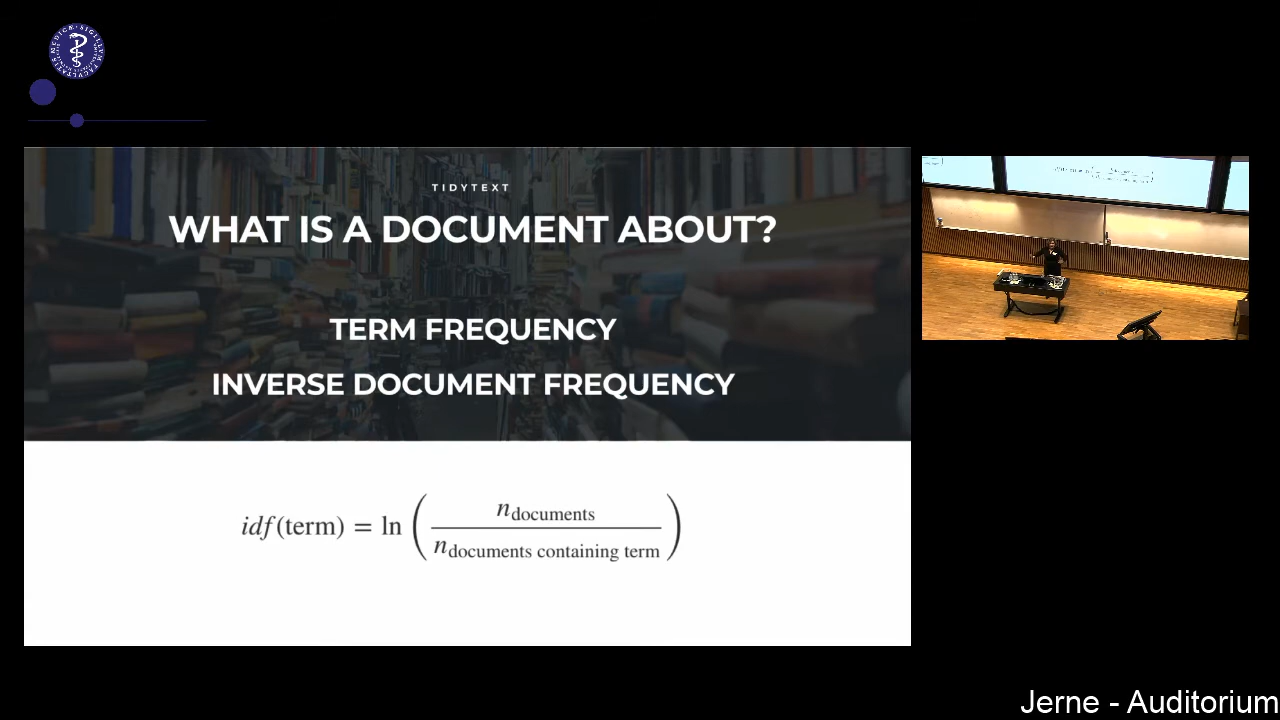 TIDYTEXT
WHAT IS A DOCUMENT ABOUT?
TERM FREQUENCY
INVERSE DOCUMENT FREQUENCY
idf(term) = ln ( n_documents / n_documents containing term )
Jerne - Auditorium